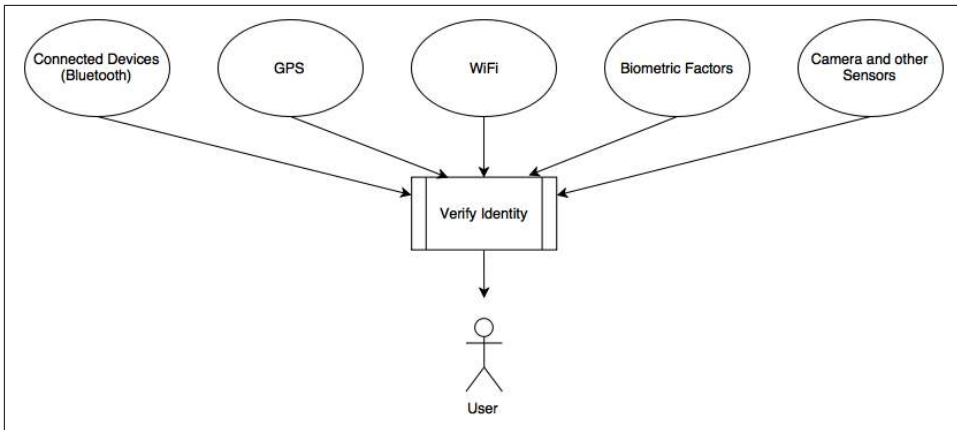 Connected Devices
(Bluetooth)
GPS
WiFi
Biometric Factors
Camera and other
Sensors
Verify Identity
User